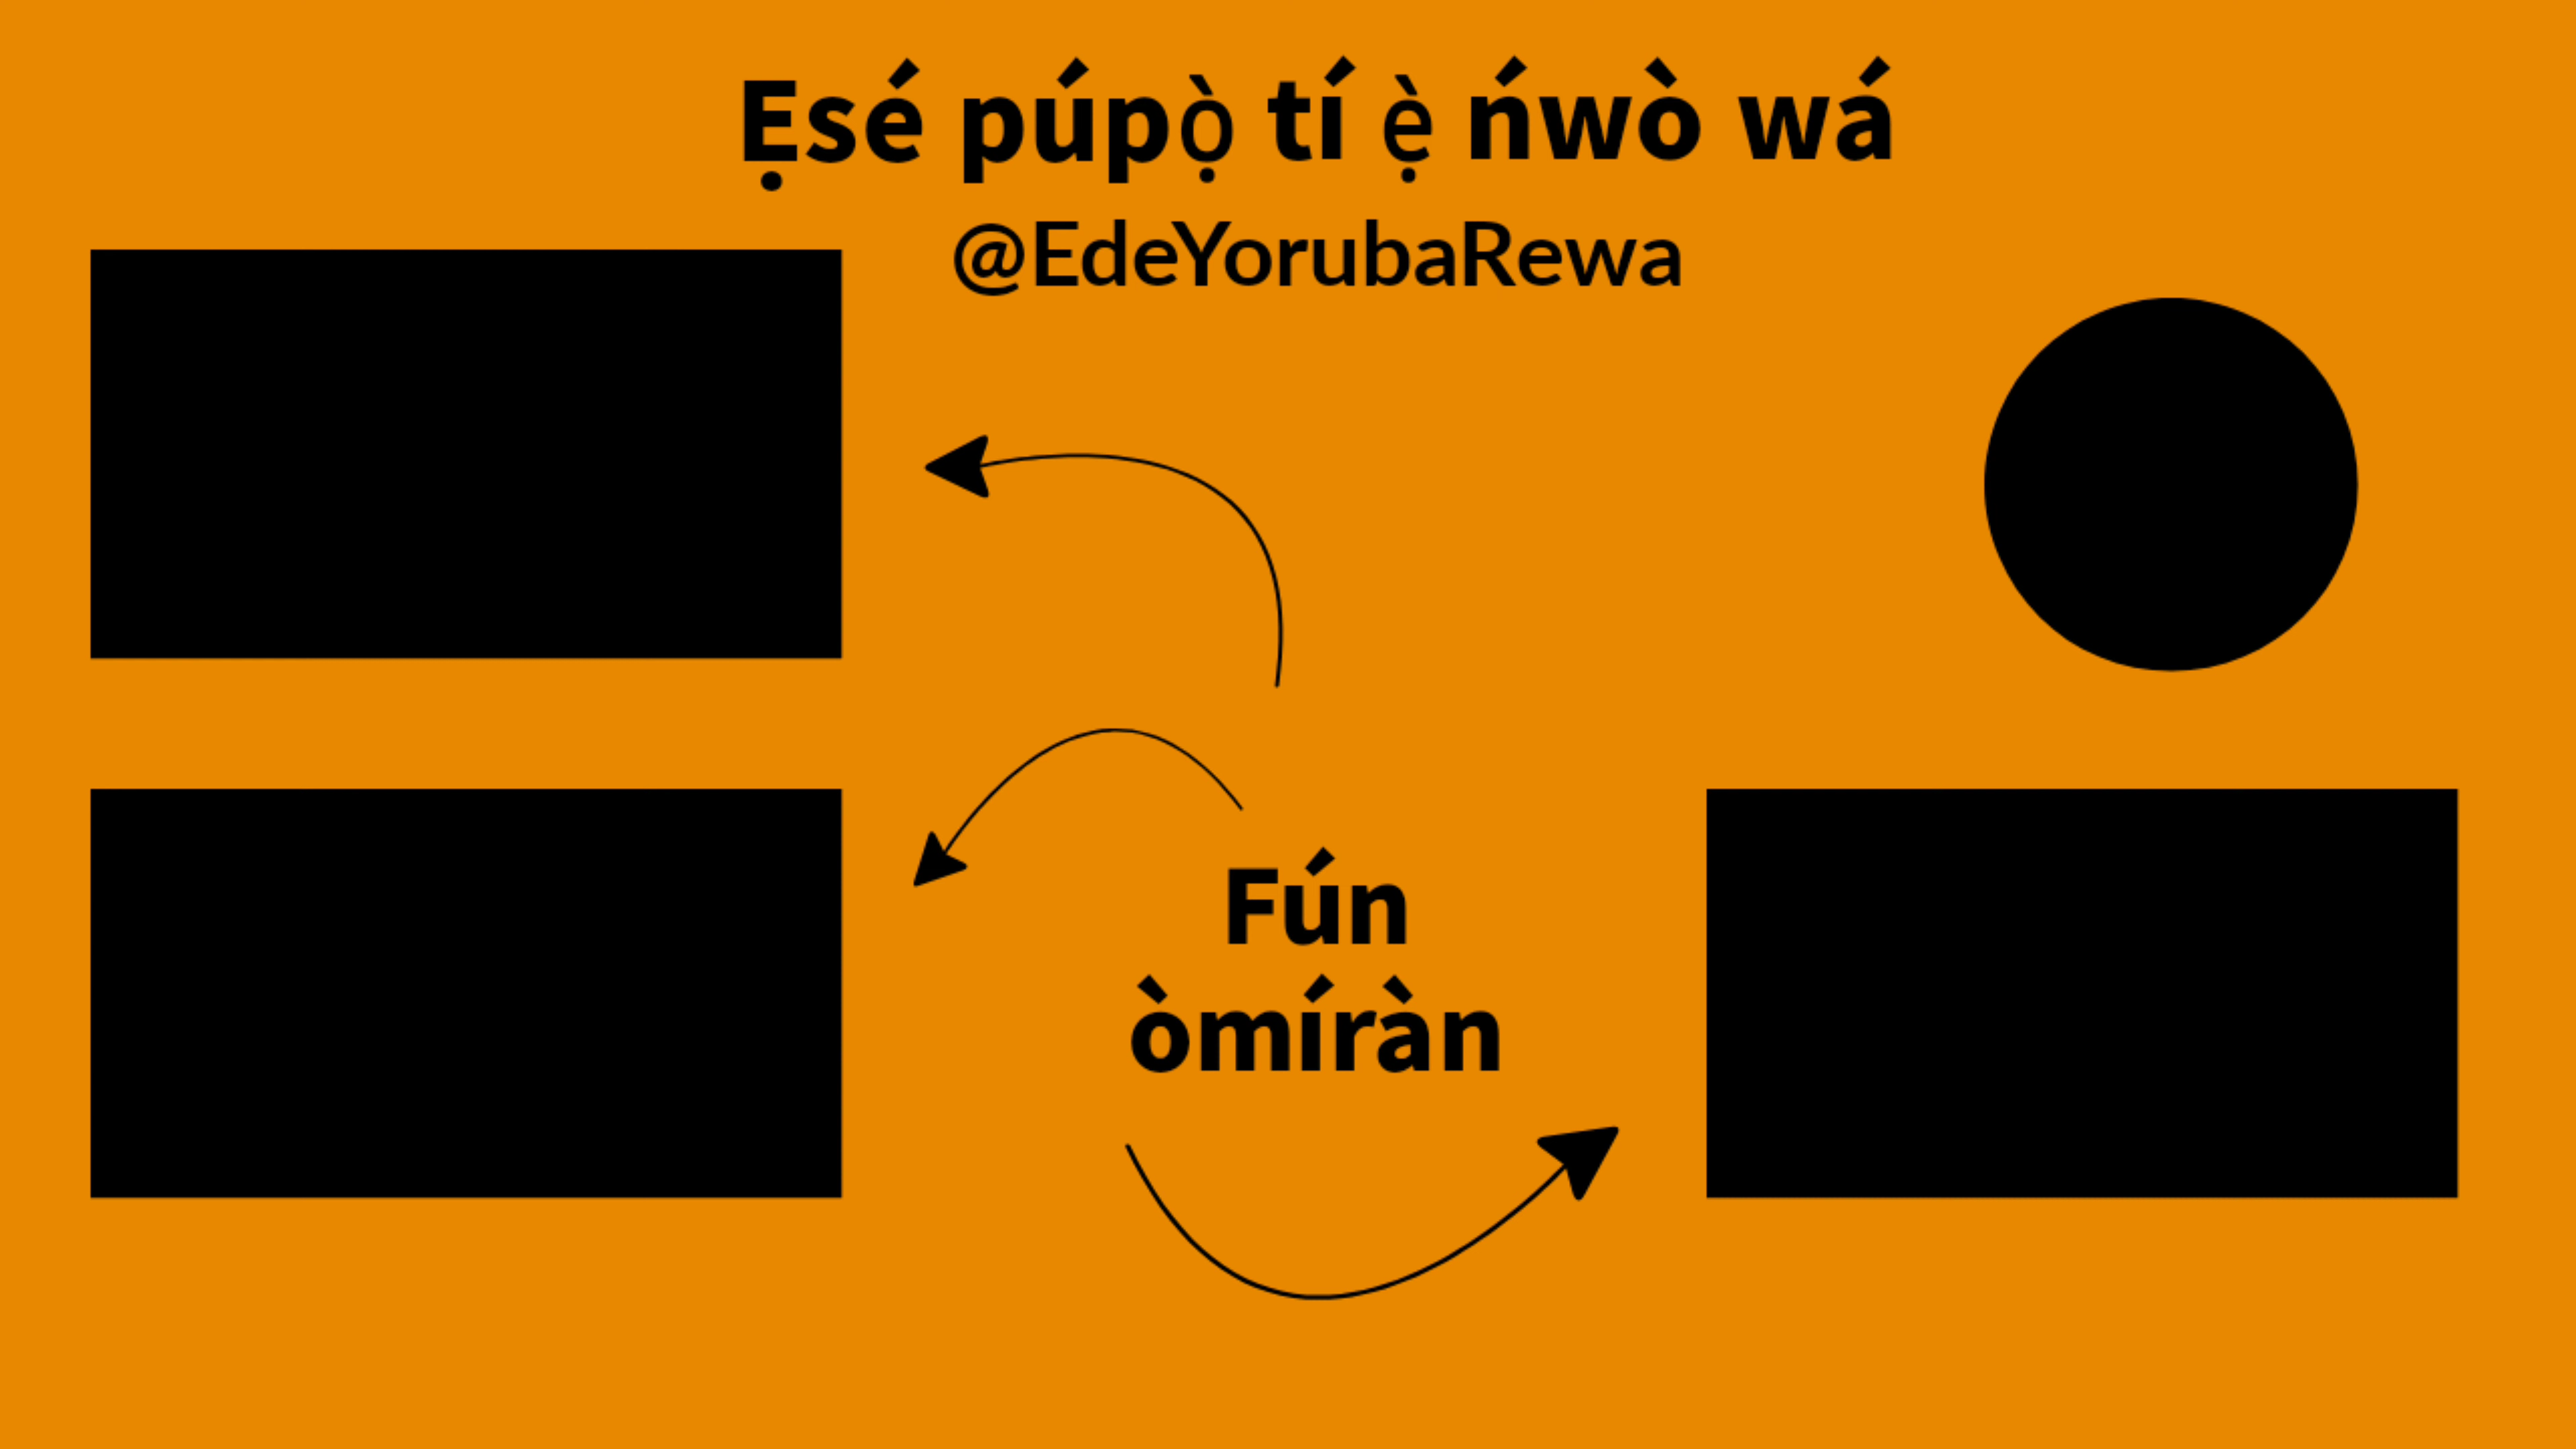 Ẹsé púpọ̀ tí ẹ̀ ńwò wá
@EdeYorubaRewa
Fún
òmíràn